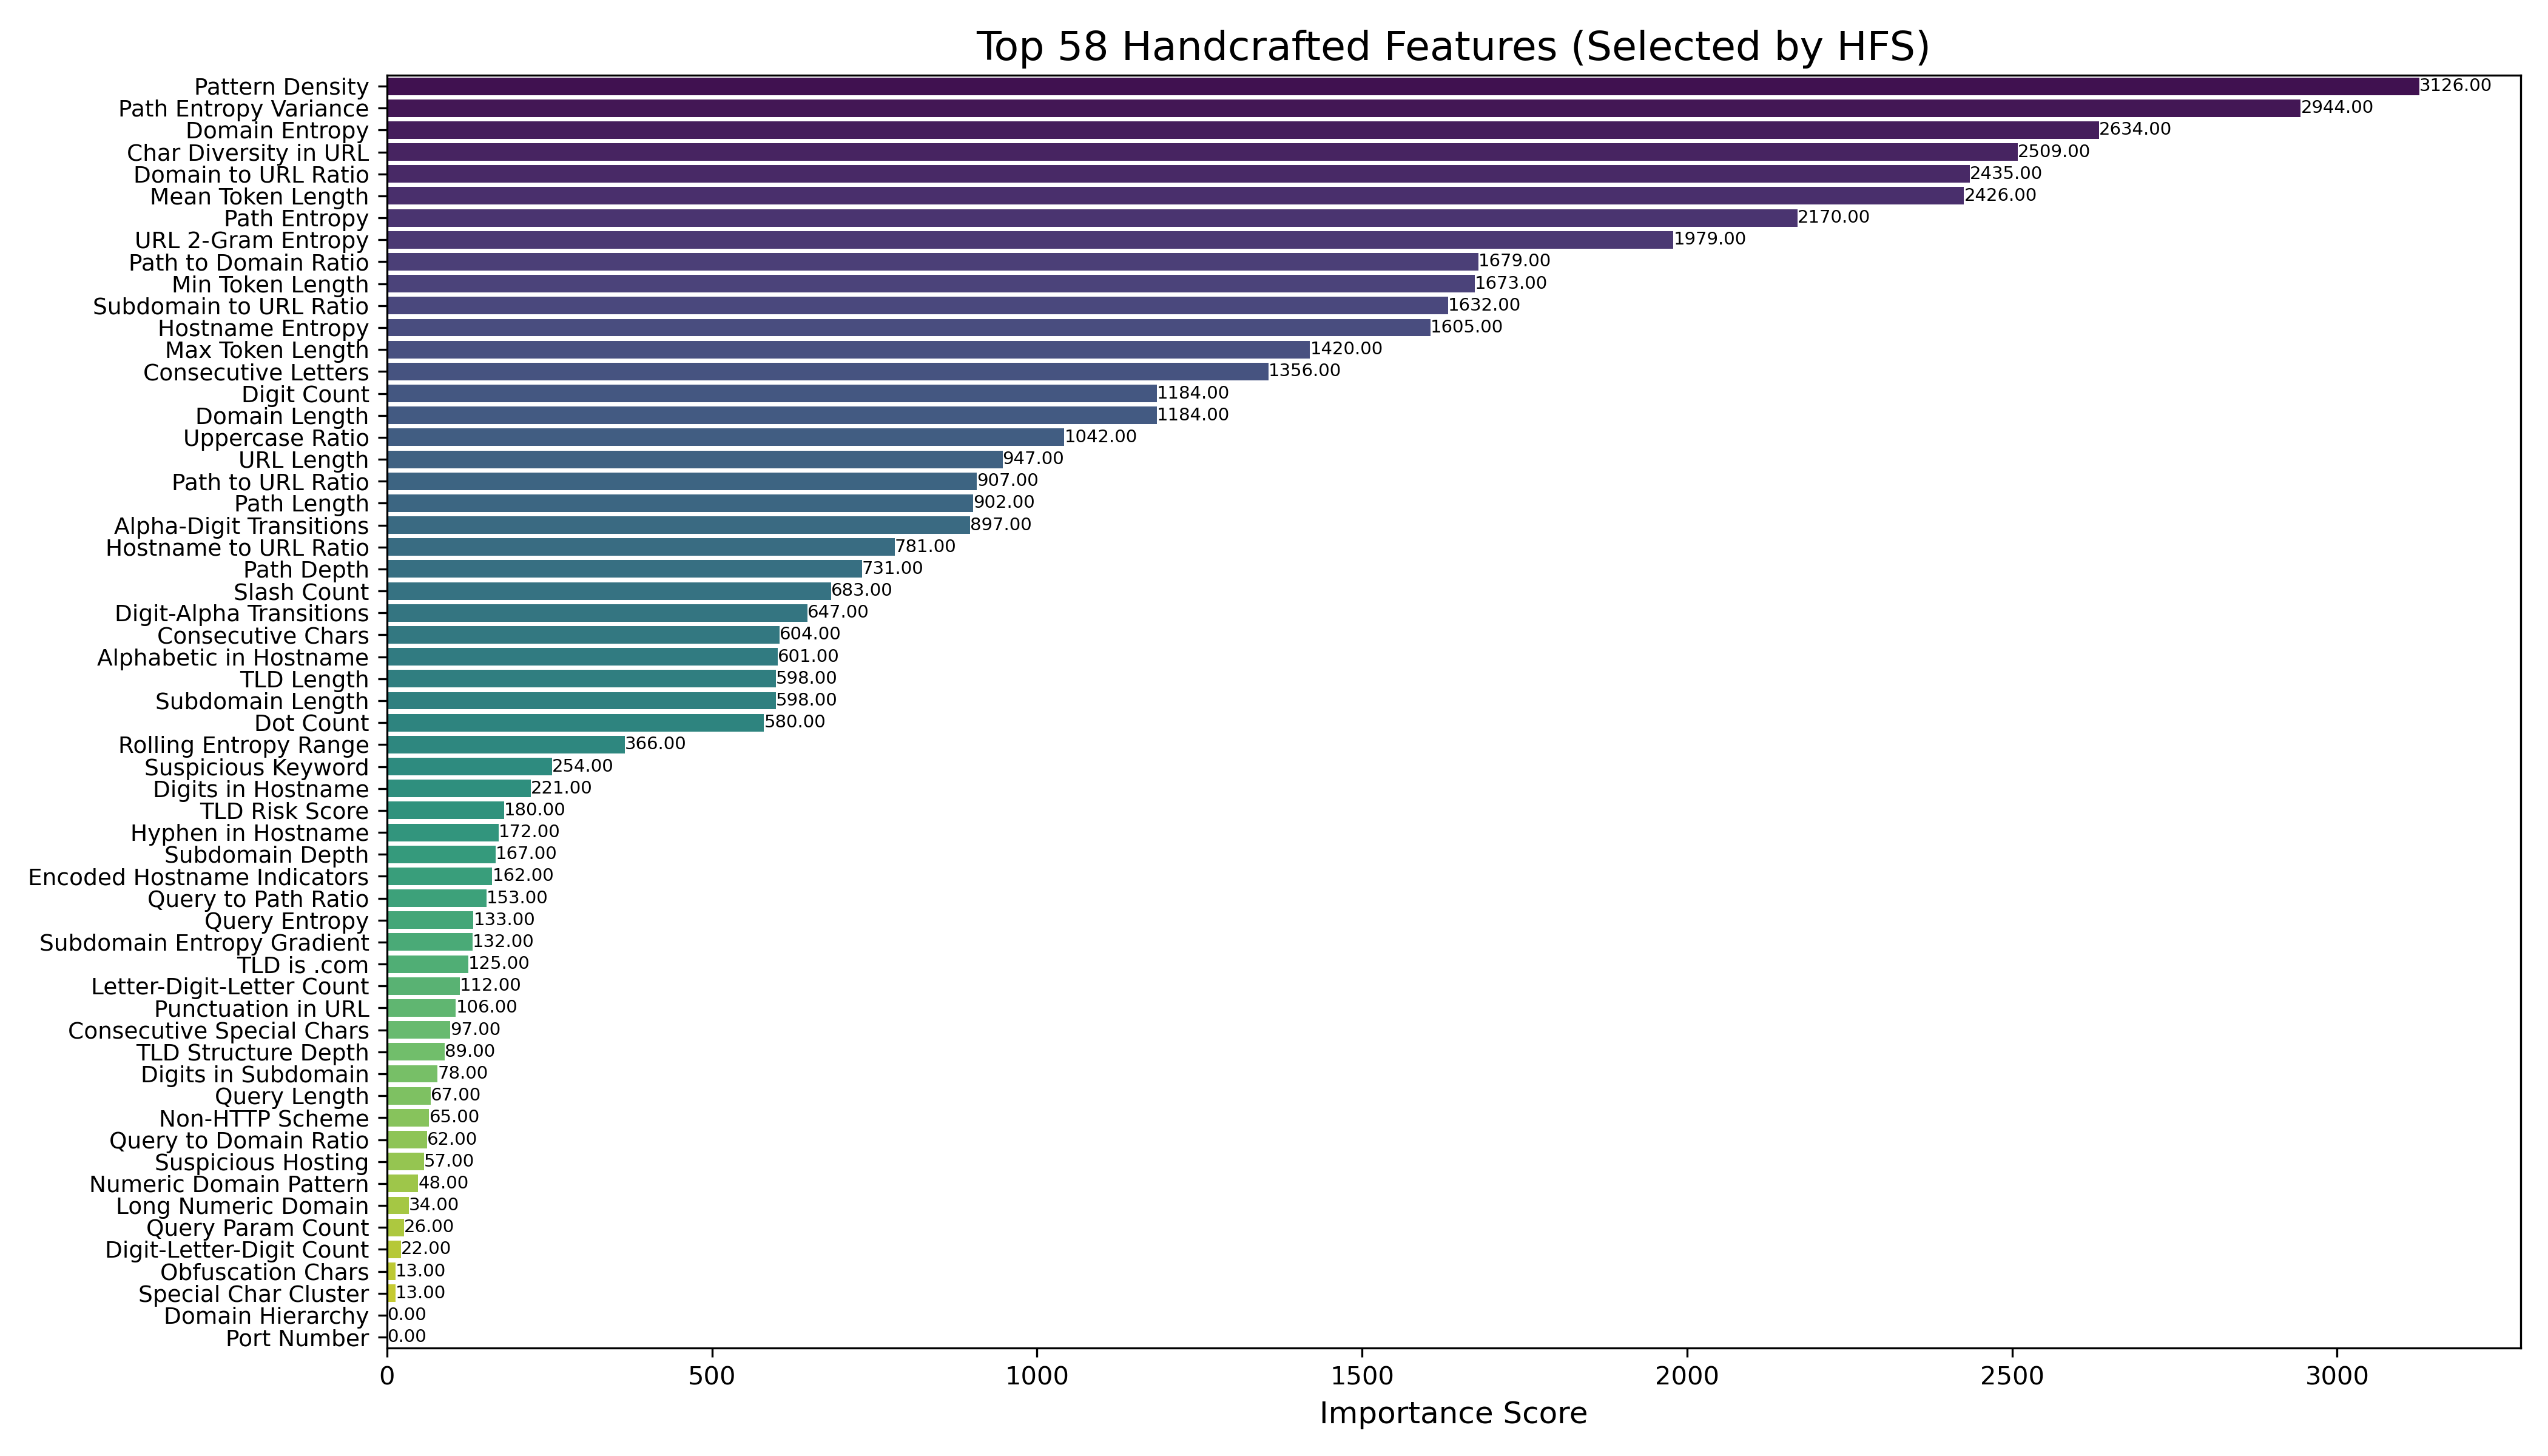 Top 58 Handcrafted Features (Selected by HFS)
Pattern Density 3126.00
Path Entropy Variance 2944.00
Domain Entropy 2634.00
Char Diversity in URL 2509.00
Domain to URL Ratio 2435.00
Mean Token Length 2426.00
Path Entropy 2170.00
URL 2-Gram Entropy 1979.00
Path to Domain Ratio 1679.00
Min Token Length 1673.00
Subdomain to URL Ratio 1632.00
Hostname Entropy 1605.00
Max Token Length 1420.00
Consecutive Letters 1356.00
Digit Count 1184.00
Domain Length 1184.00
Uppercase Ratio 1042.00
URL Length 947.00
Path to URL Ratio 907.00
Path Length 902.00
Alpha-Digit Transitions 897.00
Hostname to URL Ratio 781.00
Path Depth 731.00
Slash Count 683.00
Digit-Alpha Transitions 647.00
Consecutive Chars 604.00
Alphabetic in Hostname 601.00
TLD Length 598.00
Subdomain Length 598.00
Dot Count 580.00
Rolling Entropy Range 366.00
Suspicious Keyword 254.00
Digits in Hostname 221.00
TLD Risk Score 180.00
Hyphen in Hostname 172.00
Subdomain Depth 167.00
Encoded Hostname Indicators 162.00
Query to Path Ratio 153.00
Query Entropy 133.00
Subdomain Entropy Gradient 132.00
TLD is .com 125.00
Letter-Digit-Letter Count 112.00
Punctuation in URL 106.00
Consecutive Special Chars 97.00
TLD Structure Depth 89.00
Digits in Subdomain 78.00
Query Length 67.00
Non-HTTP Scheme 65.00
Query to Domain Ratio 62.00
Suspicious Hosting 57.00
Numeric Domain Pattern 48.00
Long Numeric Domain 34.00
Query Param Count 26.00
Digit-Letter-Digit Count 22.00
Obfuscation Chars 13.00
Special Char Cluster 13.00
Domain Hierarchy 0.00
Port Number 0.00
0 500 1000 1500 2000 2500 3000
Importance Score